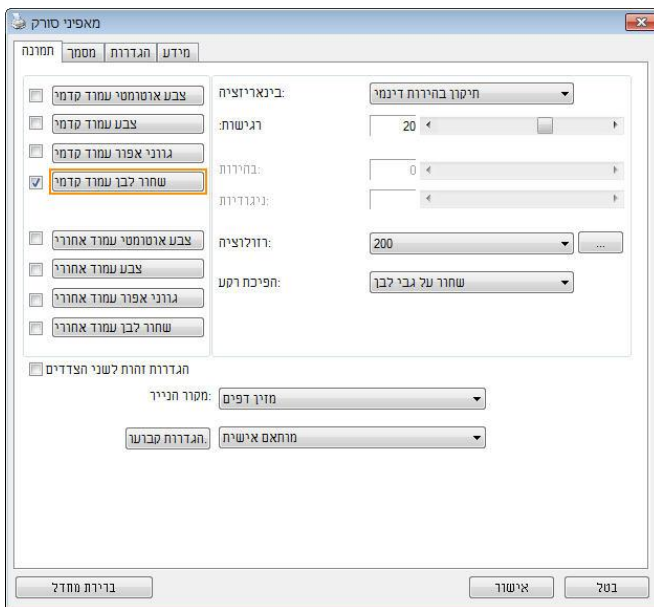 מאפיני סורק
תמונה
מסמך
הגדרות
מידע
צבע אוטומטי עמוד קדמי
צבע עמוד קדמי
גווני אפור עמוד קדמי
שחור לבן עמוד קדמי
צבע אוטומטי עמוד אחורי
צבע עמוד אחורי
גווני אפור עמוד אחורי
שחור לבן עמוד אחורי
בינאריזציה:
תיקון בהירות דינמי
רגישות:
20
בהירות:
0
ניגודיות:
רזולוציה:
200
...
הפיכת רקע:
שחור על גבי לבן
הגדרות זהות לשני הצדדים
מקור הנייר:
מזין דפים
הגדרות קבועו.
מותאם אישית
ברירת מחדל
אישור
בטל